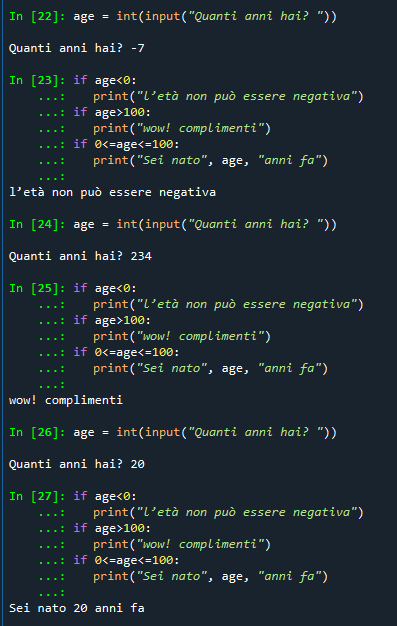 In [22]: age = int(input("Quanti anni hai? "))
Quanti anni hai? -7
In [23]: if age<0:
    ...:     print("l’età non può essere negativa")
    ...: if age>100:
    ...:     print("wow! complimenti")
    ...: if 0<=age<=100:
    ...:     print("Sei nato", age, "anni fa")
    ...:
l’età non può essere negativa
In [24]: age = int(input("Quanti anni hai? "))
Quanti anni hai? 234
In [25]: if age<0:
    ...:     print("l’età non può essere negativa")
    ...: if age>100:
    ...:     print("wow! complimenti")
    ...: if 0<=age<=100:
    ...:     print("Sei nato", age, "anni fa")
    ...:
wow! complimenti
In [26]: age = int(input("Quanti anni hai? "))
Quanti anni hai? 20
In [27]: if age<0:
    ...:     print("l’età non può essere negativa")
    ...: if age>100:
    ...:     print("wow! complimenti")
    ...: if 0<=age<=100:
    ...:     print("Sei nato", age, "anni fa")
    ...:
Sei nato 20 anni fa